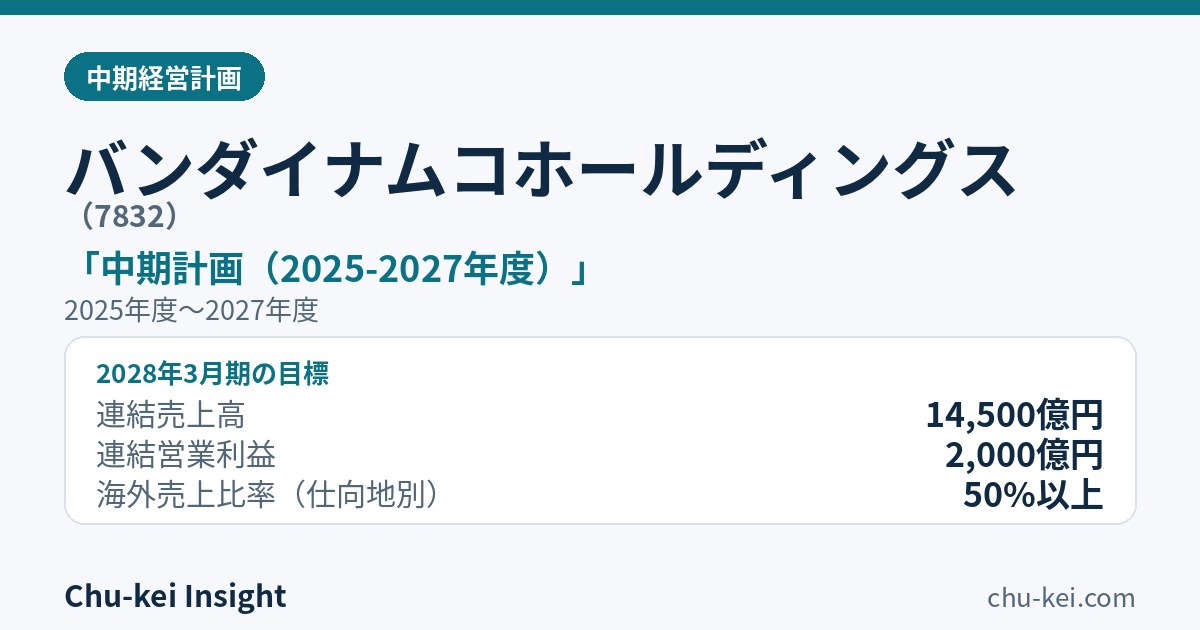 中期経営計画
バンダイナムコホールディングス
（7832）
「中期計画（2025-2027年度）」
2025年度〜2027年度
2028年3月期の目標
連結売上高 14,500億円
連結営業利益 2,000億円
海外売上比率（仕向地別） 50%以上
Chu-kei Insight chu-kei.com